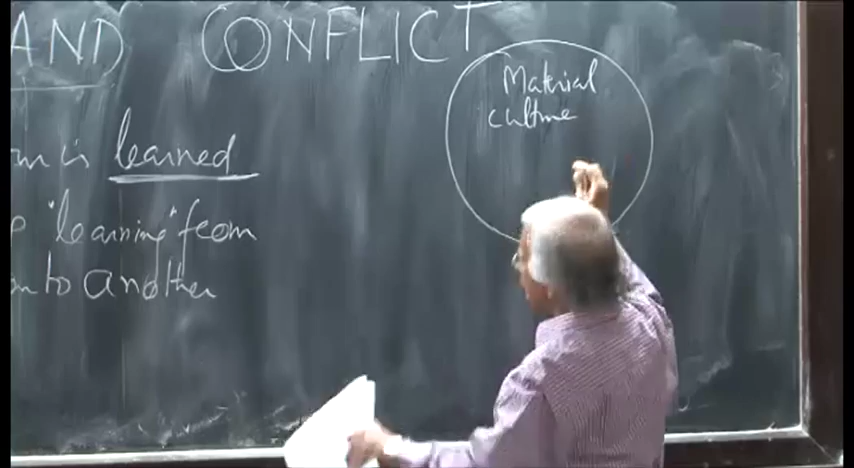 AND CONFLICT
Material
culture
is learned
"learning" from
to another